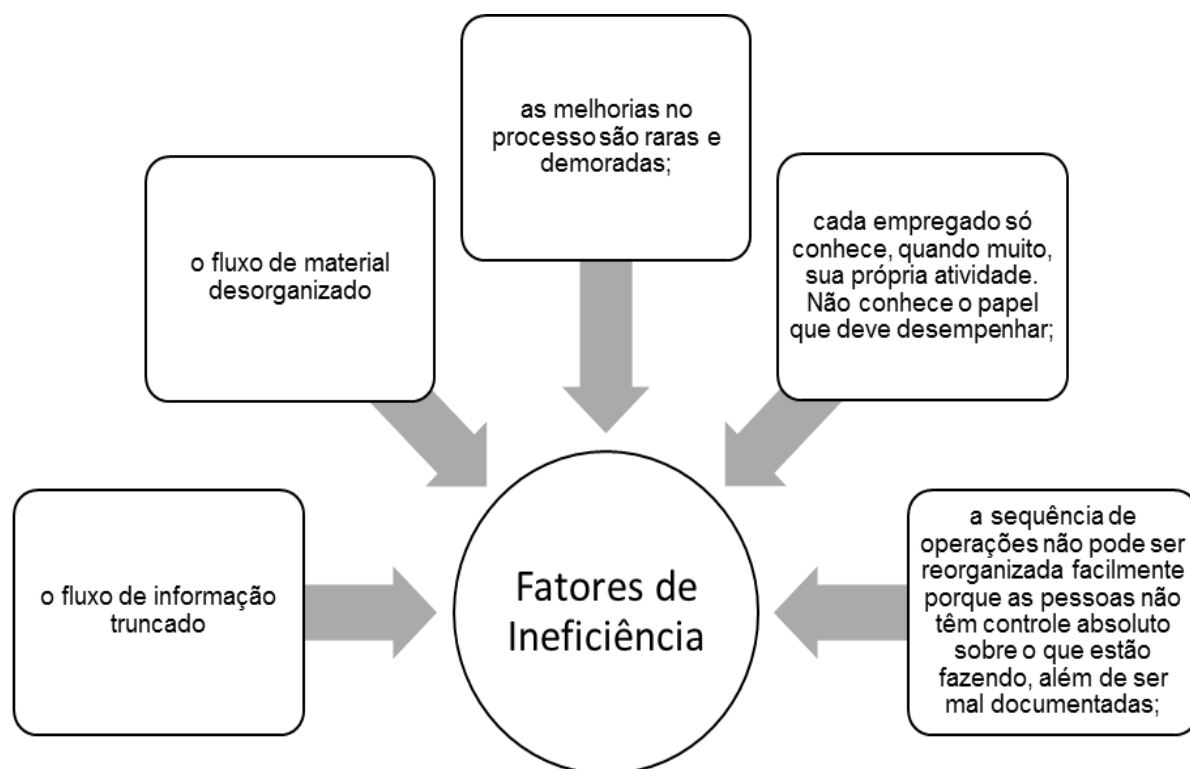 as melhorias no
processo são raras e
demoradas;
o fluxo de material
desorganizado
cada empregado só
conhece, quando muito,
sua própria atividade.
Não conhece o papel
que deve desempenhar;
o fluxo de informação
truncado
Fatores de
Ineficiência
a sequência de
operações não pode ser
reorganizada facilmente
porque as pessoas não
têm controle absoluto
sobre o que estão
fazendo, além de ser
mal documentadas;